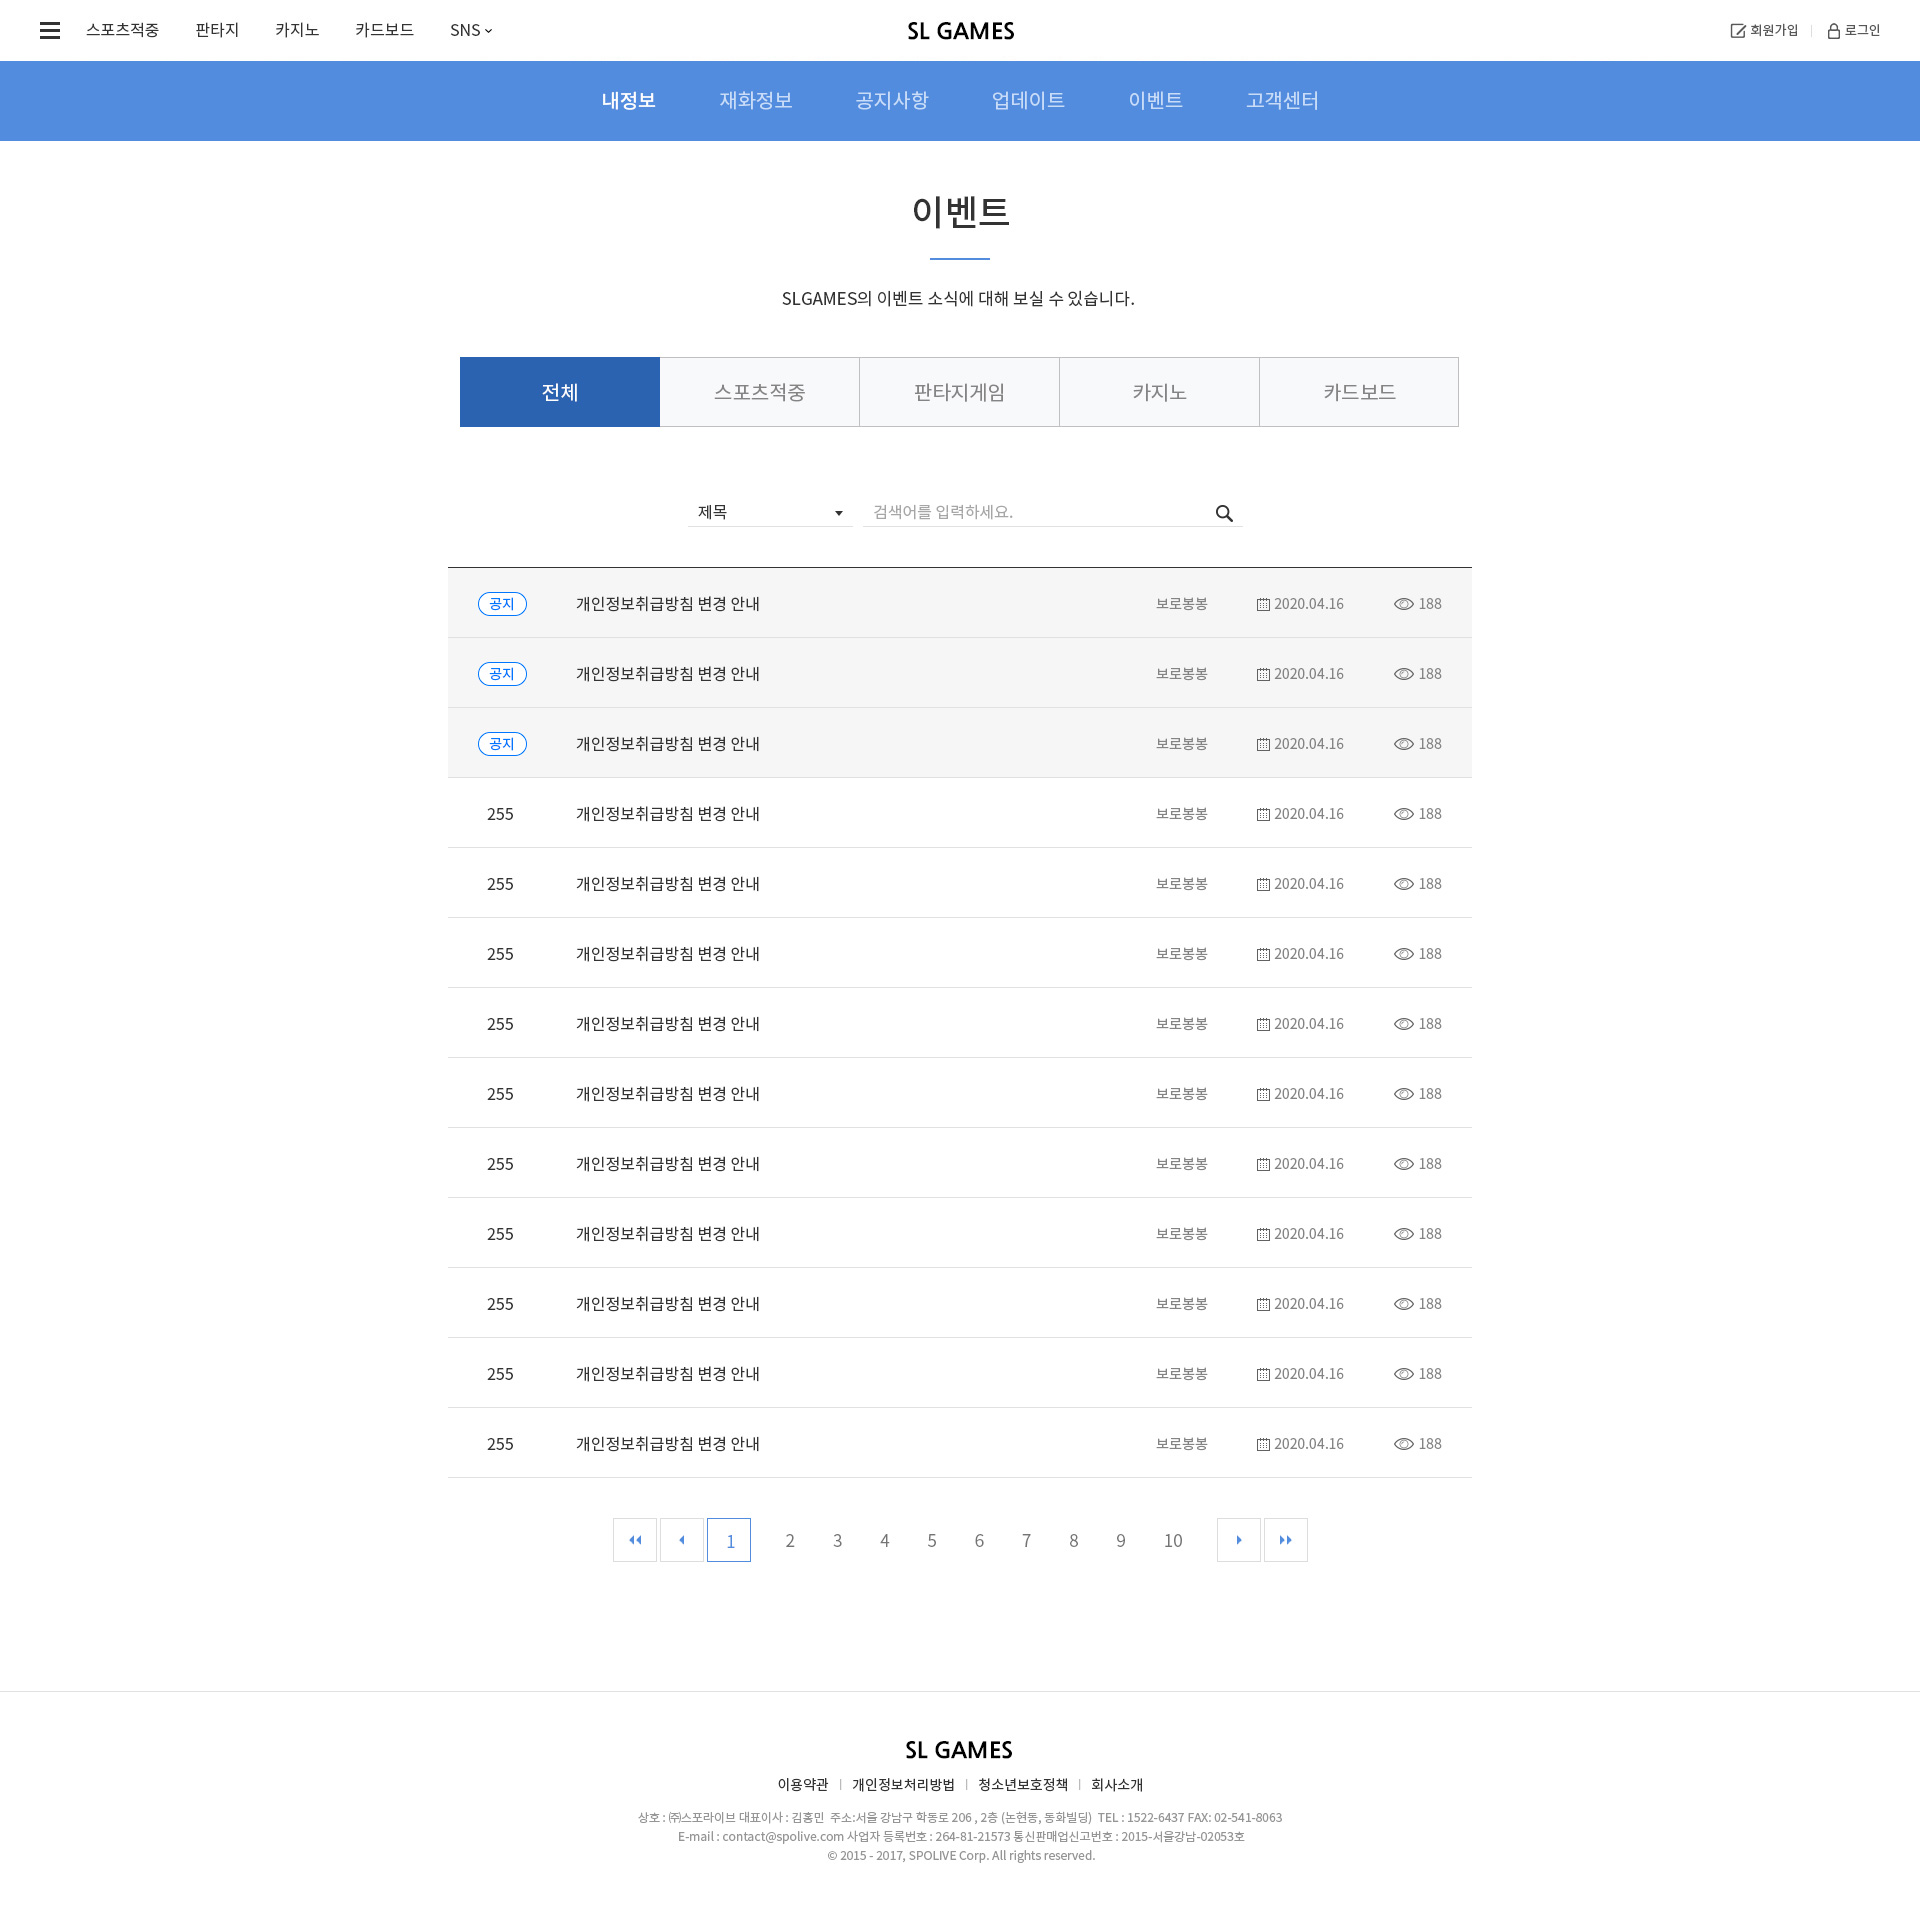 스포츠적중 판타지 카지노 카드보드 SNS SL GAMES 회원가입 로그인
내정보 재화정보 공지사항 업데이트 이벤트 고객센터
이벤트
SLGAMES의 이벤트 소식에 대해 보실 수 있습니다.
전체 스포츠적중 판타지게임 카지노 카드보드
제목 검색어를 입력하세요.
공지 개인정보취급방침 변경 안내 보로봉봉 2020.04.16 188
공지 개인정보취급방침 변경 안내 보로봉봉 2020.04.16 188
공지 개인정보취급방침 변경 안내 보로봉봉 2020.04.16 188
255 개인정보취급방침 변경 안내 보로봉봉 2020.04.16 188
255 개인정보취급방침 변경 안내 보로봉봉 2020.04.16 188
255 개인정보취급방침 변경 안내 보로봉봉 2020.04.16 188
255 개인정보취급방침 변경 안내 보로봉봉 2020.04.16 188
255 개인정보취급방침 변경 안내 보로봉봉 2020.04.16 188
255 개인정보취급방침 변경 안내 보로봉봉 2020.04.16 188
255 개인정보취급방침 변경 안내 보로봉봉 2020.04.16 188
255 개인정보취급방침 변경 안내 보로봉봉 2020.04.16 188
255 개인정보취급방침 변경 안내 보로봉봉 2020.04.16 188
255 개인정보취급방침 변경 안내 보로봉봉 2020.04.16 188
1 2 3 4 5 6 7 8 9 10
SL GAMES
이용약관 | 개인정보처리방법 | 청소년보호정책 | 회사소개
상호 : ㈜스포라이브 대표이사 : 김홍민 주소:서울 강남구 학동로 206 , 2층 (논현동, 동화빌딩) TEL : 1522-6437 FAX: 02-541-8063
E-mail : contact@spolive.com 사업자 등록번호 : 264-81-21573 통신판매업신고번호 : 2015-서울강남-02053호
© 2015 - 2017, SPOLIVE Corp. All rights reserved.